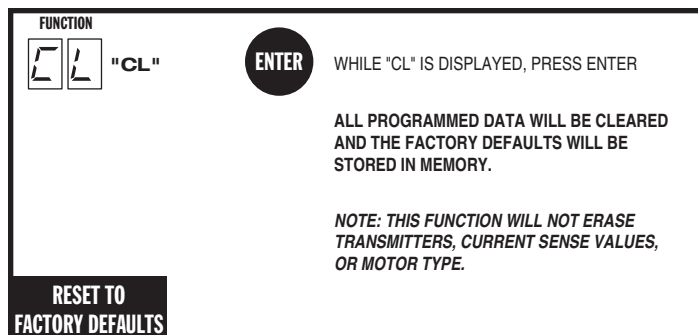 FUNCTION
CL "CL"
ENTER
WHILE "CL" IS DISPLAYED, PRESS ENTER
ALL PROGRAMMED DATA WILL BE CLEARED
AND THE FACTORY DEFAULTS WILL BE
STORED IN MEMORY.
NOTE: THIS FUNCTION WILL NOT ERASE
TRANSMITTERS, CURRENT SENSE VALUES,
OR MOTOR TYPE.
RESET TO
FACTORY DEFAULTS